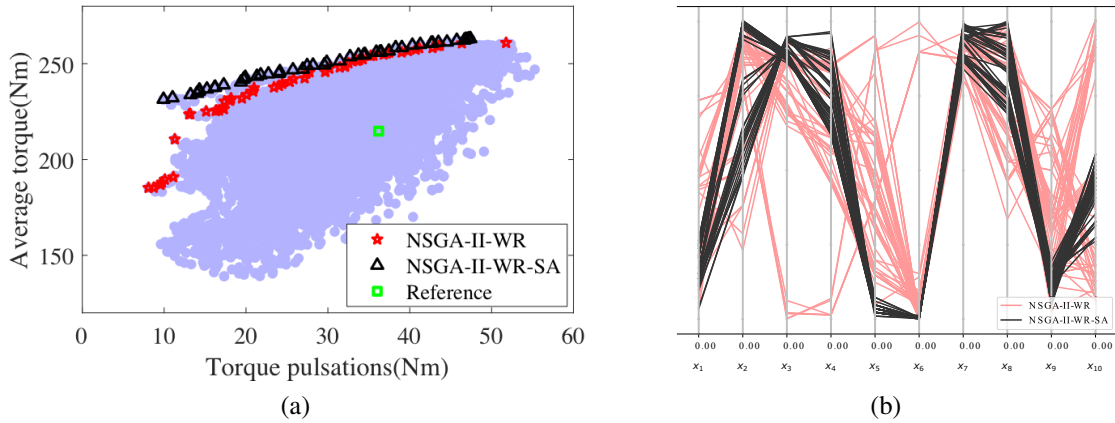 Average torque(Nm)
250
200
150
0 10 20 30 40 50 60
Torque pulsations(Nm)
NSGA-II-WR
NSGA-II-WR-SA
Reference
(a)
NSGA-II-WR
NSGA-II-WR-SA
0.00 0.00 0.00 0.00 0.00 0.00 0.00 0.00 0.00 0.00
x₁ x₂ x₃ x₄ x₅ x₆ x₇ x₈ x₉ x₁₀
(b)